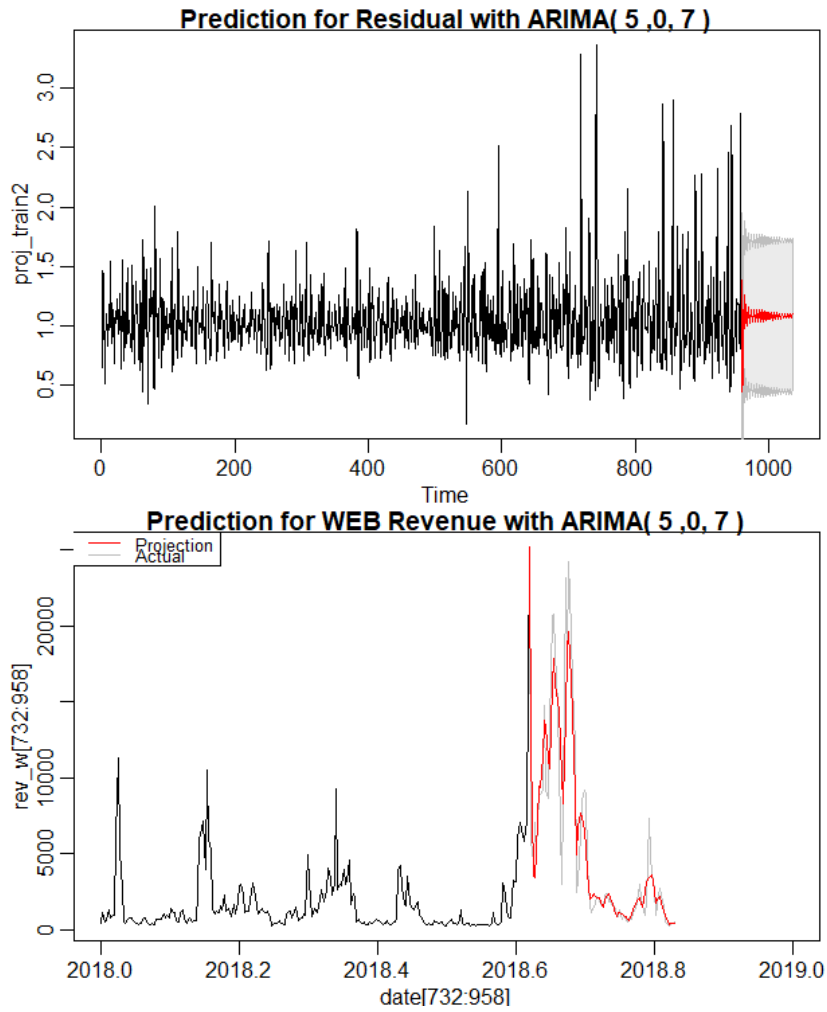 Prediction for Residual with ARIMA( 5 ,0, 7 )
proj_train2
3.0
2.5
2.0
1.5
1.0
0.5
0 200 400 600 800 1000
Time
Prediction for WEB Revenue with ARIMA( 5 ,0, 7 )
Projection
Actual
rev_w[732:958]
20000
10000
5000
0
2018.0 2018.2 2018.4 2018.6 2018.8 2019.0
date[732:958]